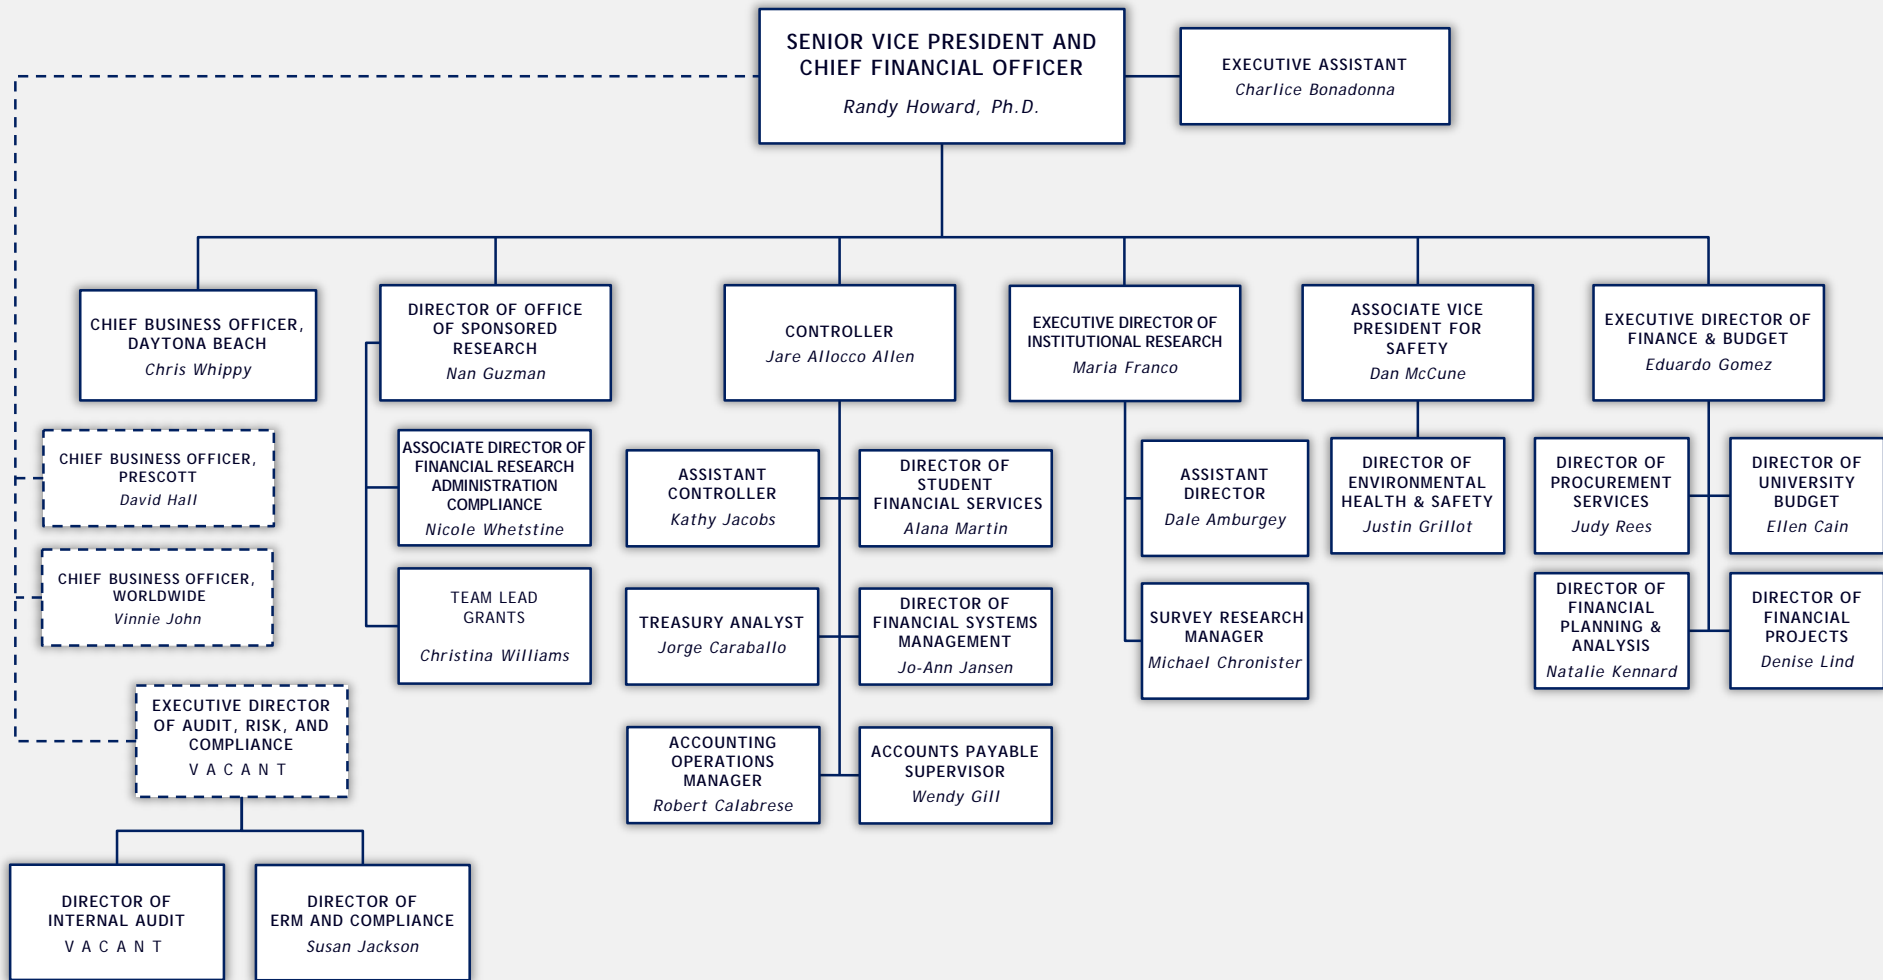 SENIOR VICE PRESIDENT AND
CHIEF FINANCIAL OFFICER
Randy Howard, Ph.D.
EXECUTIVE ASSISTANT
Charlice Bonadonna
CHIEF BUSINESS OFFICER,
DAYTONA BEACH
Chris Whippy
DIRECTOR OF OFFICE
OF SPONSORED
RESEARCH
Nan Guzman
CONTROLLER
Jare Allocco Allen
EXECUTIVE DIRECTOR OF
INSTITUTIONAL RESEARCH
Maria Franco
ASSOCIATE VICE
PRESIDENT FOR
SAFETY
Dan McCune
EXECUTIVE DIRECTOR OF
FINANCE & BUDGET
Eduardo Gomez
CHIEF BUSINESS OFFICER,
PRESCOTT
David Hall
CHIEF BUSINESS OFFICER,
WORLDWIDE
Vinnie John
EXECUTIVE DIRECTOR
OF AUDIT, RISK, AND
COMPLIANCE
VACANT
DIRECTOR OF
INTERNAL AUDIT
VACANT
DIRECTOR OF
ERM AND COMPLIANCE
Susan Jackson
ASSOCIATE DIRECTOR OF
FINANCIAL RESEARCH
ADMINISTRATION
COMPLIANCE
Nicole Whetstine
TEAM LEAD
GRANTS
Christina Williams
ASSISTANT
CONTROLLER
Kathy Jacobs
DIRECTOR OF
STUDENT
FINANCIAL SERVICES
Alana Martin
TREASURY ANALYST
Jorge Caraballo
DIRECTOR OF
FINANCIAL SYSTEMS
MANAGEMENT
Jo-Ann Jansen
ACCOUNTING
OPERATIONS
MANAGER
Robert Calabrese
ACCOUNTS PAYABLE
SUPERVISOR
Wendy Gill
ASSISTANT
DIRECTOR
Dale Amburgey
SURVEY RESEARCH
MANAGER
Michael Chronister
DIRECTOR OF
ENVIRONMENTAL
HEALTH & SAFETY
Justin Grillot
DIRECTOR OF
PROCUREMENT
SERVICES
Judy Rees
DIRECTOR OF
UNIVERSITY
BUDGET
Ellen Cain
DIRECTOR OF
FINANCIAL
PLANNING &
ANALYSIS
Natalie Kennard
DIRECTOR OF
FINANCIAL
PROJECTS
Denise Lind